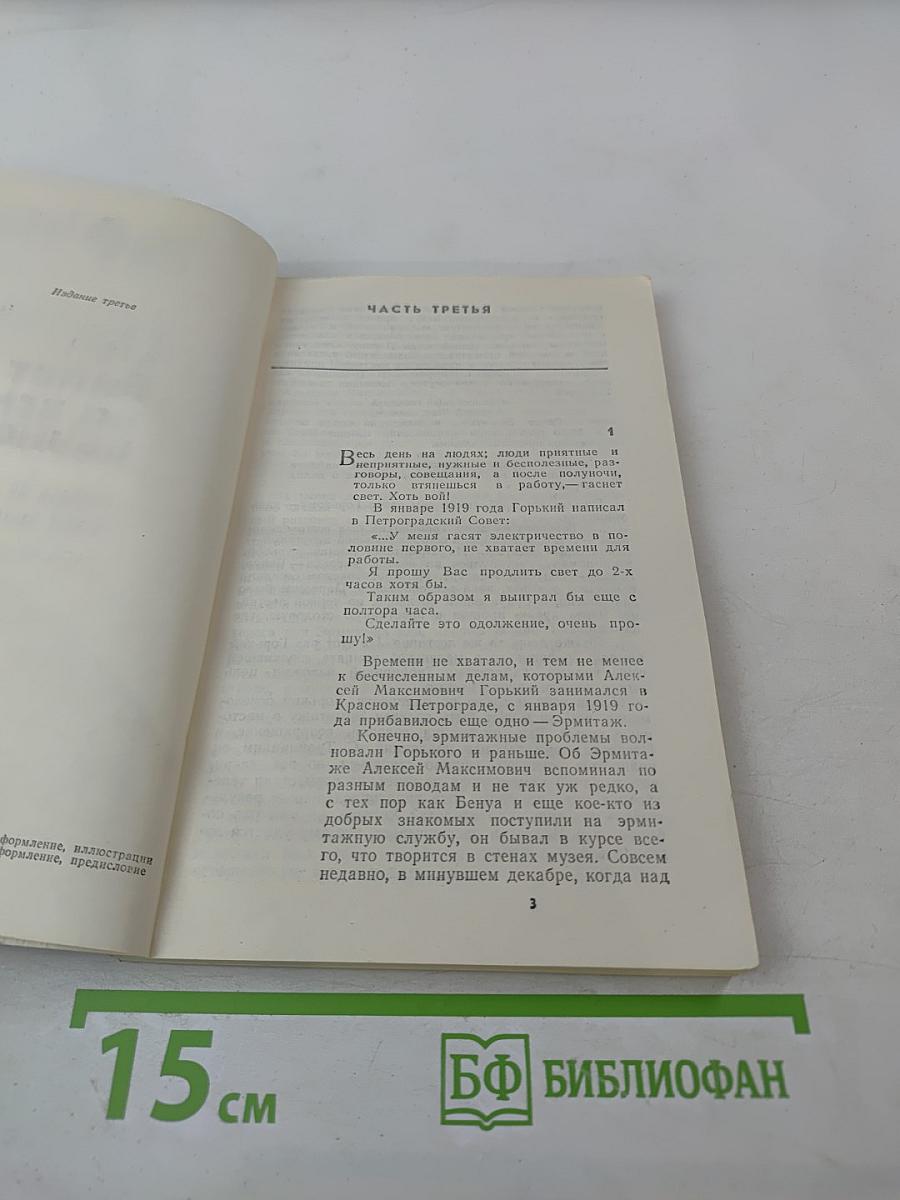 Издание третье
формление, иллюстрации
формление, предисловие
ЧАСТЬ ТРЕТЬЯ
1
Весь день на людях; люди приятные и
неприятные, нужные и бесполезные, раз-
говоры, совещания, а после полуночи,
только втянешься в работу,— гаснет
свет. Хоть вой!
В январе 1919 года Горький написал
в Петроградский Совет:
«...У меня гасят электричество в по-
ловине первого, не хватает времени для
работы.
Я прошу Вас продлить свет до 2-х
часов хотя бы.
Таким образом я выиграл бы еще с
полтора часа.
Сделайте это одолжение, очень про-
шу!»
Времени не хватало, и тем не менее
к бесчисленным делам, которыми Алек-
сей Максимович Горький занимался в
Красном Петрограде, с января 1919 го-
да прибавилось еще одно — Эрмитаж.
Конечно, эрмитажные проблемы вол-
новали Горького и раньше. Об Эрмита-
же Алексей Максимович вспоминал по
разным поводам и не так уж редко, а
с тех пор как Бенуа и еще кое-кто из
добрых знакомых поступили на эрми-
тажную службу, он бывал в курсе все-
го, что творится в стенах музея. Совсем
недавно, в минувшем декабре, когда над
3
15 см
БФ БИБЛИОФАН